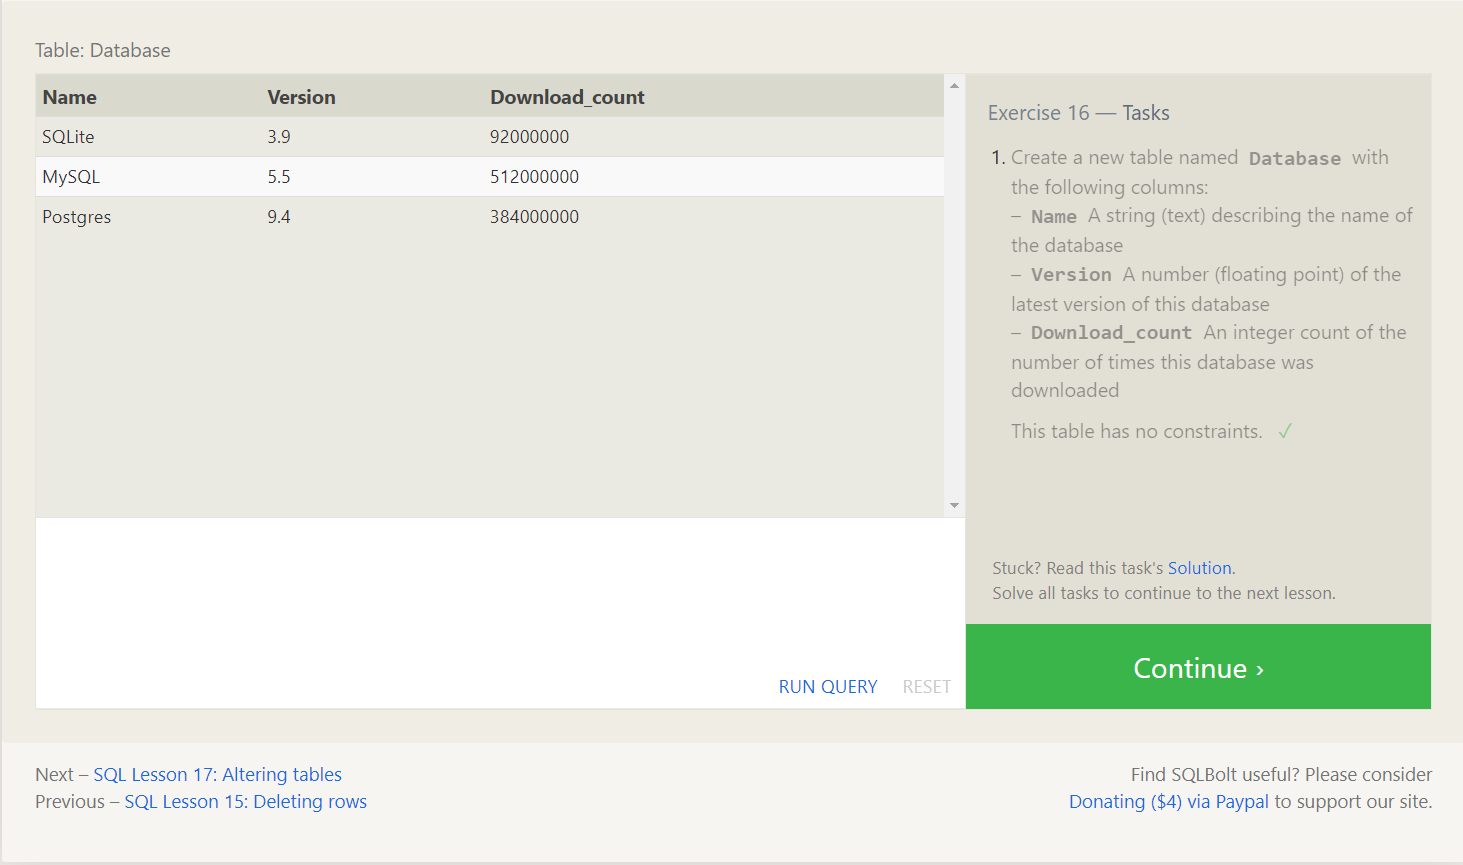 Table: Database
Name Version Download_count
SQLite 3.9 92000000
MySQL 5.5 512000000
Postgres 9.4 384000000
RUN QUERY RESET
Exercise 16 — Tasks
1. Create a new table named Database with
the following columns:
– Name A string (text) describing the name of
the database
– Version A number (floating point) of the
latest version of this database
– Download_count An integer count of the
number of times this database was
downloaded
This table has no constraints. ✓
Stuck? Read this task's Solution.
Solve all tasks to continue to the next lesson.
Continue ›
Next – SQL Lesson 17: Altering tables
Previous – SQL Lesson 15: Deleting rows
Find SQLBolt useful? Please consider
Donating ($4) via Paypal to support our site.